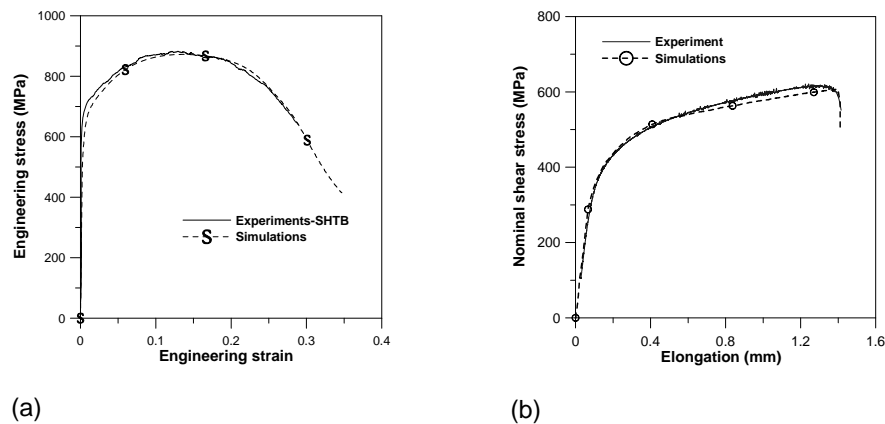 1000
800
600
400
200
0
0 0.1 0.2 0.3 0.4
Engineering strain
Engineering stress (MPa)
Experiments-SHTB
S Simulations
S S S S S
(a)
800
600
400
200
0
0 0.4 0.8 1.2 1.6
Elongation (mm)
Nominal shear stress (MPa)
Experiment
Simulations
(b)